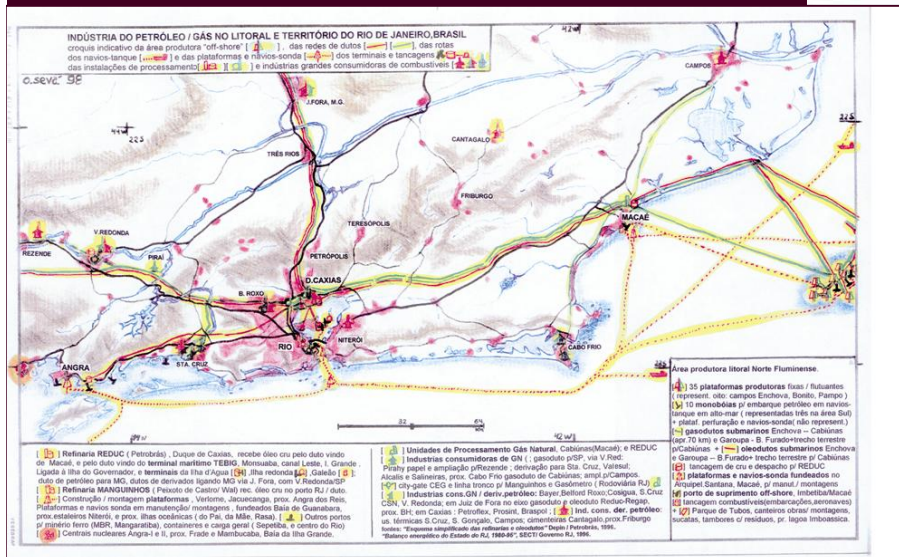 INDÚSTRIA DO PETRÓLEO / GÁS NO LITORAL E TERRITÓRIO DO RIO DE JANEIRO,BRASIL
croquis indicativo da área produtora "off-shore" [ ] , das redes de dutos [ ] [ ], das rotas
dos navios-tanque [ ] e das plataformas e navios-sonda [ ] dos terminais e tancagens
das instalações de processamento [ ] [ ] e indústrias grandes consumidoras de combustíveis [ ]
o.sevá 98
42W
CAMPOS
J.FORA, M.G.
22S
CANTAGALO
22S
TRÊS RIOS
FRIBURGO
TERESÓPOLIS
MACAÉ
V.REDONDA
REZENDE
PIRAÍ
PETRÓPOLIS
D.CAXIAS
B. ROXO
RIO
NITERÓI
CABO FRIO
STA. CRUZ
ANGRA
32
64
42 W
Área produtora litoral Norte Fluminense.
[ ] 35 plataformas produtoras fixas / flutuantes
( represent. oito: campos Enchova, Bonito, Pampo )
[ ] 10 monobóias p/ embarque petróleo em navios-
tanque em alto-mar ( representadas três na área Sul)
+ plataf. perfuração e navios-sonda( não represent.)
[ ] gasodutos submarinos Enchova -- Cabiúnas
(apr.70 km) e Garoupa - B. Furado+trecho terrestre
p/Cabiúnas + [ ] oleodutos submarinos Enchova
e Garoupa -- B.Furado+ trecho terrestre p/ Cabiúnas
[ ] tancagem de cru e despacho p/ REDUC
[ ] plataformas e navios-sonda fundeados no
Arquipel.Santana, Macaé, p/ manut./ montagens
porto de suprimento off-shore, Imbetiba/Macaé
[ ] tancagem combustíveis(embarcações,aeronaves)
+ [ ] Parque de Tubos, canteiros obras/ montagens,
sucatas, tambores c/ resíduos, pr. lagoa Imboassica.
[ ] Refinaria REDUC ( Petrobrás) , Duque de Caxias, recebe óleo cru pelo duto vindo
de Macaé, e pelo duto vindo do terminal marítimo TEBIG, Monsuaba, canal Leste, I. Grande .
Ligada à Ilha do Governador, e terminais da Ilha d'Água [ ], Ilha redonda [ ] ,Galeão [ ];
duto de petróleo para MG, dutos de derivados ligando MG via J. Fora, com V.Redonda/SP
[ ] Refinaria MANGUINHOS ( Peixoto de Castro/ Wal) rec. óleo cru no porto RJ / duto.
[ ] Construção / montagem plataformas , Verlome, Jacuecanga, prox. Angra dos Reis,
Plataformas e navios sonda em manutenção/ montagens , fundeados Baía de Guanabara,
prox.estaleiros Niterói, e prox. ilhas oceânicas ( do Pai, da Mãe, Rasa). [ ] Outros portos
p/ minério ferro (MBR, Mangaratiba), containeres e carga geral ( Sepetiba, e centro do Rio)
[ ] Centrais nucleares Angra-I e II, prox. Frade e Mambucaba, Baía da Ilha Grande.
[ ] Unidades de Processamento Gás Natural, Cabiúnas(Macaé); e REDUC
[ ] Industrias consumidoras de GN ( ; gasoduto p/SP, via V.Red:
Pirahy papel e ampliação p/Rezende ; derivação para Sta. Cruz, Valesul;
Alcalis e Salineiras, prox. Cabo Frio gasoduto de Cabiúnas; ampl.p/Campos.
[ ] city-gate CEG e linha tronco p/ Manguinhos e Gasômetro ( Rodoviária RJ)
[ ] Industrias cons.GN / deriv.petróleo: Bayer,Belford Roxo;Cosigua, S.Cruz
CSN, V. Redonda; em Juiz de Fora no eixo gasoduto e oleoduto Reduc-Regap,
prox. BH; em Caxias : Petroflex, Prosint, Braspol ; [ ] Ind. cons. der. petróleo:
us. térmicas S.Cruz, S. Gonçalo, Campos; cimenteiras Cantagalo,prox.Friburgo
fontes: "Esquema simplificado das refinarias e oleodutos" Depin / Petrobrás, 1996.
"Balanço energético do Estado do RJ, 1980-95", SECT/ Governo RJ, 1996.